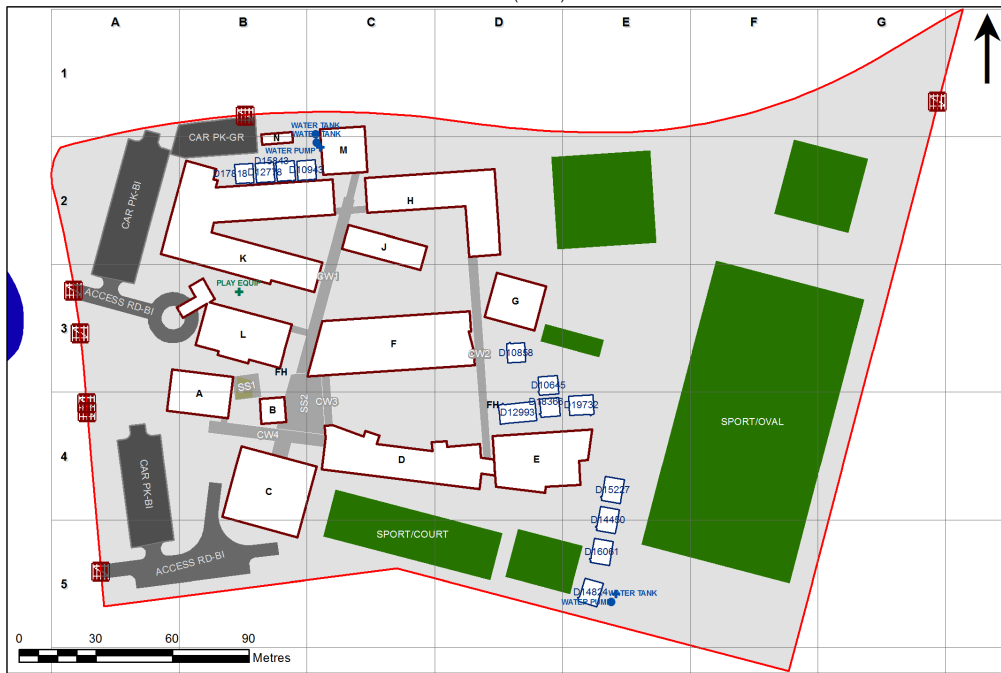 A B C D E F G
1
WATER TANK
WATER TANK
CAR PK-GR
N
WATER PUMP
M
D15843
D17818
D12778
D10943
CAR PK-BI
2
H
J
K
CW1
PLAY EQUIP
ACCESS RD-BI
G
3
L
F
CW2
D10858
FH
SS1
A
B
SS2
CW3
D10645
FH
D18366
D12993
D19732
SPORT/OVAL
CW4
4
D
E
CAR PK-BI
C
D15227
D14450
SPORT/COURT
D16061
ACCESS RD-BI
5
D14824
WATER TANK
WATER PUMP
0 30 60 90
Metres